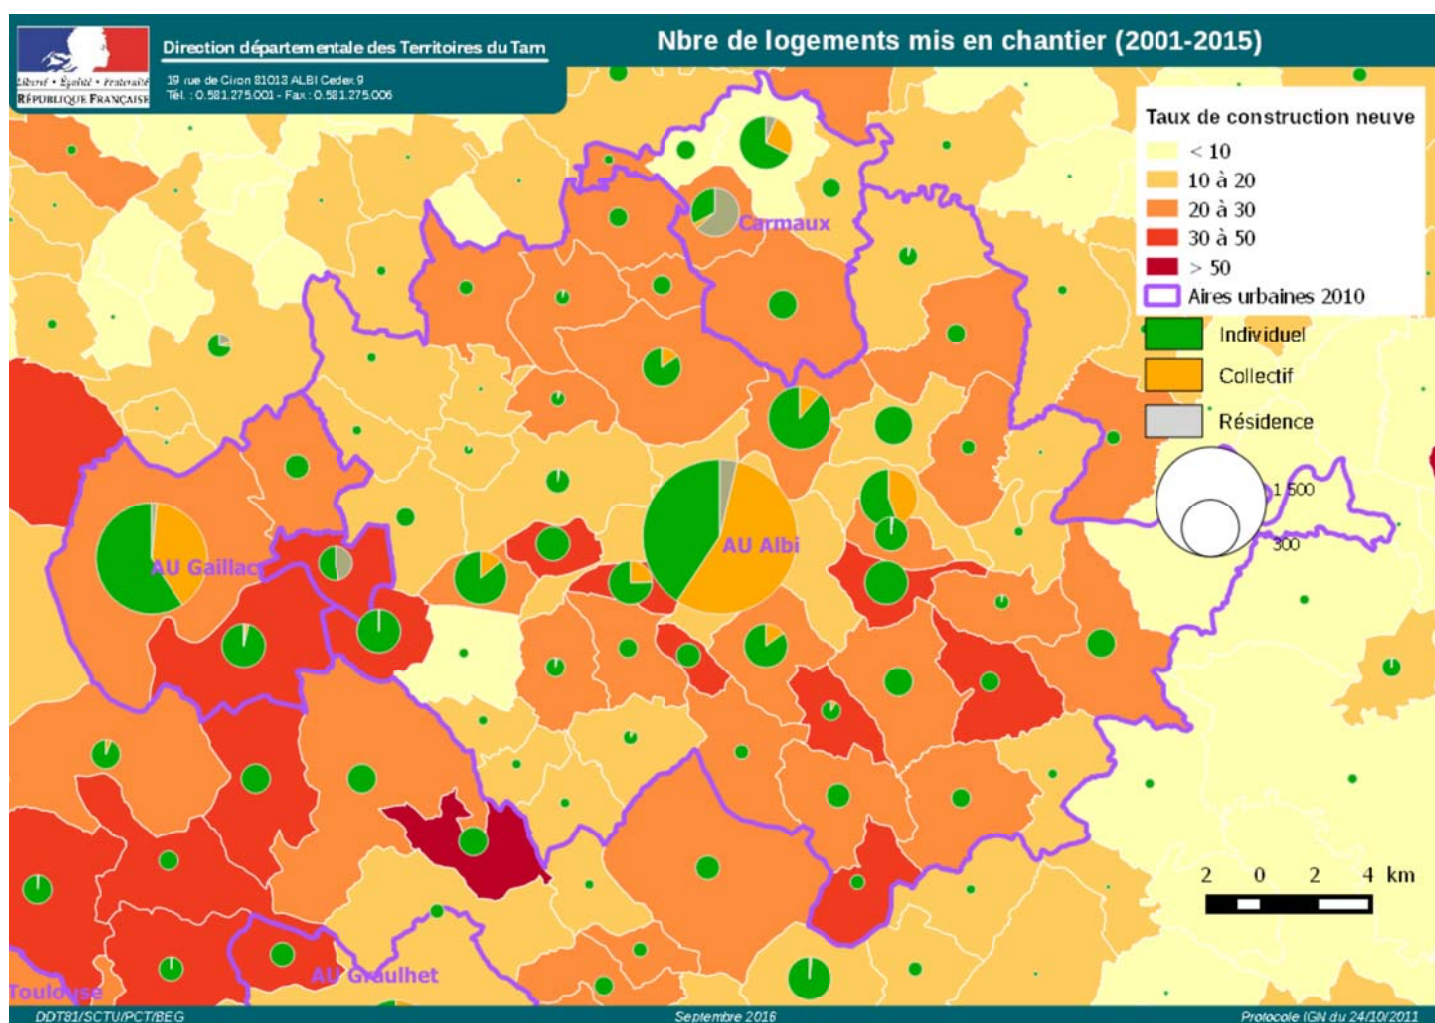 Nbre de logements mis en chantier (2001-2015)
Direction départementale des Territoires du Tarn
19 rue de Ciron 81013 ALBI Cedex 9
Tél. : 0.581.275.001 - Fax : 0.581.275.006
Liberté • Égalité • Fraternité
RÉPUBLIQUE FRANÇAISE
Taux de construction neuve
< 10
10 à 20
20 à 30
30 à 50
> 50
Aires urbaines 2010
Individuel
Collectif
Résidence
1 500
300
Carmaux
AU Albi
AU Gaillac
AU Graulhet
Toulouse
2 0 2 4 km
DDT81/SCTU/PCT/BEG
Septembre 2016
Protocole IGN du 24/10/2011